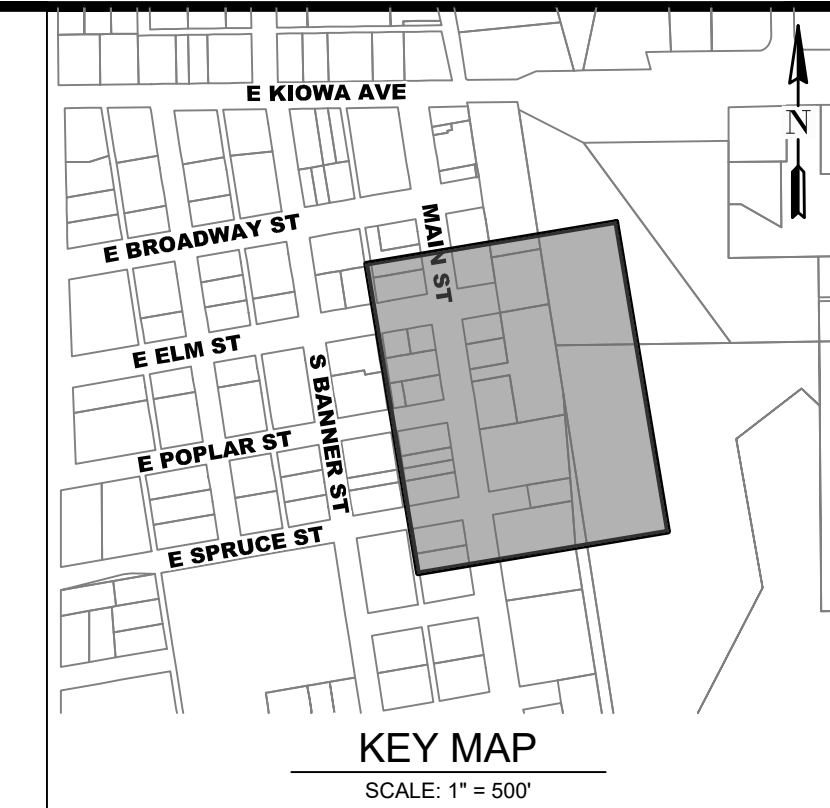 E KIOWA AVE
N
MAIN ST
E BROADWAY ST
E ELM ST
S BANNER ST
E POPLAR ST
E SPRUCE ST
KEY MAP
SCALE: 1" = 500'